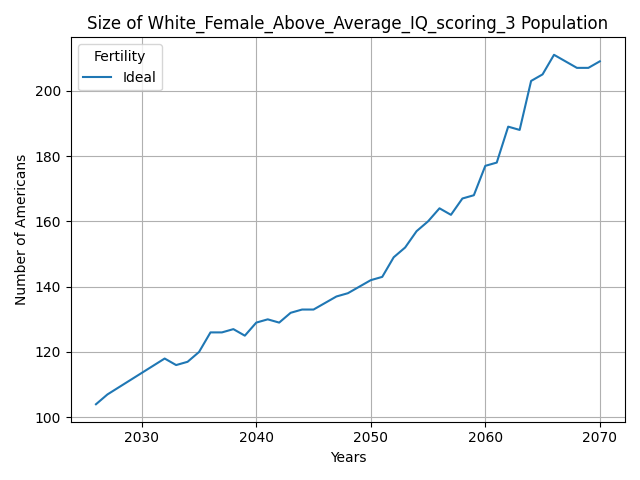 Size of White_Female_Above_Average_IQ_scoring_3 Population
Fertility
Ideal
Number of Americans
200
180
160
140
120
100
2030 2040 2050 2060 2070
Years